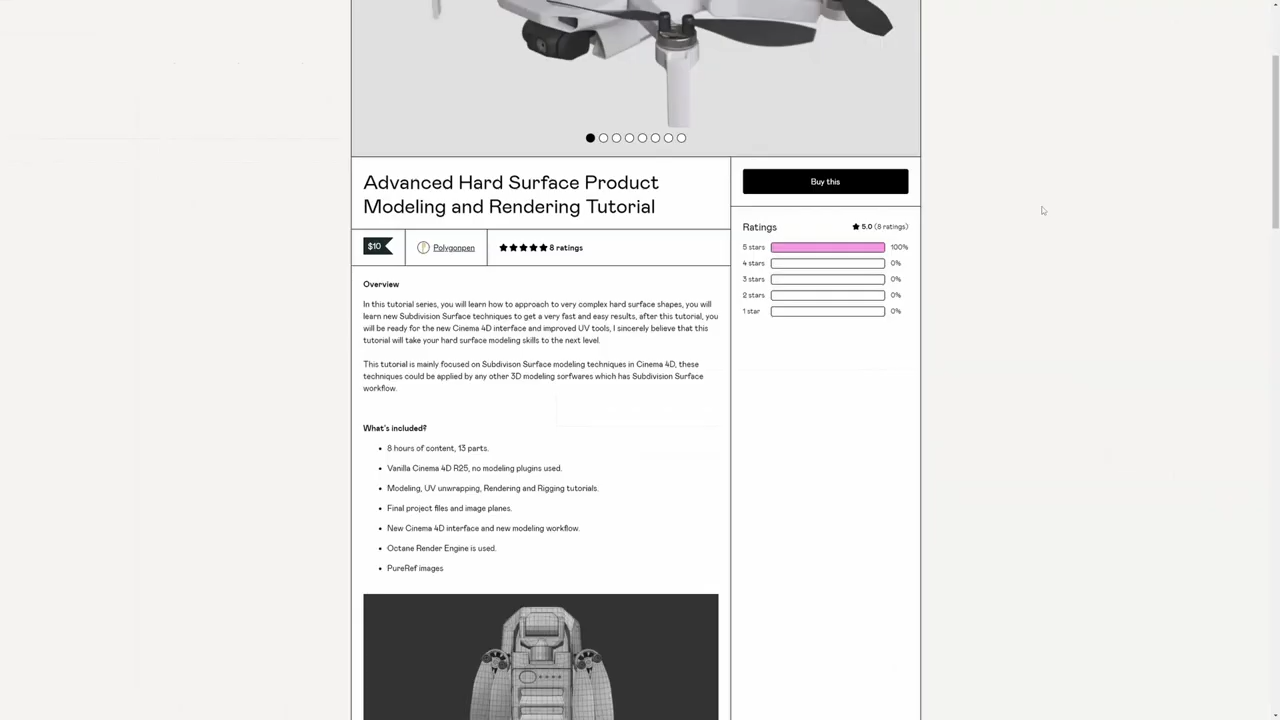 Advanced Hard Surface Product
Modeling and Rendering Tutorial
$10
Polygonpen
8 ratings
Overview
In this tutorial series, you will learn how to approach to very complex hard surface shapes, you will
learn new Subdivision Surface techniques to get a very fast and easy results, after this tutorial, you
will be ready for the new Cinema 4D interface and improved UV tools, I sincerely believe that this
tutorial will take your hard surface modeling skills to the next level.
This tutorial is mainly focused on Subdivison Surface modeling techniques in Cinema 4D, these
techniques could be applied by any other 3D modeling sorfwares which has Subdivision Surface
workflow.
What's included?
• 8 hours of content, 13 parts.
• Vanilla Cinema 4D R25, no modeling plugins used.
• Modeling, UV unwrapping, Rendering and Rigging tutorials.
• Final project files and image planes.
• New Cinema 4D interface and new modeling workflow.
• Octane Render Engine is used.
• PureRef images
Buy this
Ratings ★ 5.0 (8 ratings)
5 stars 100%
4 stars 0%
3 stars 0%
2 stars 0%
1 star 0%